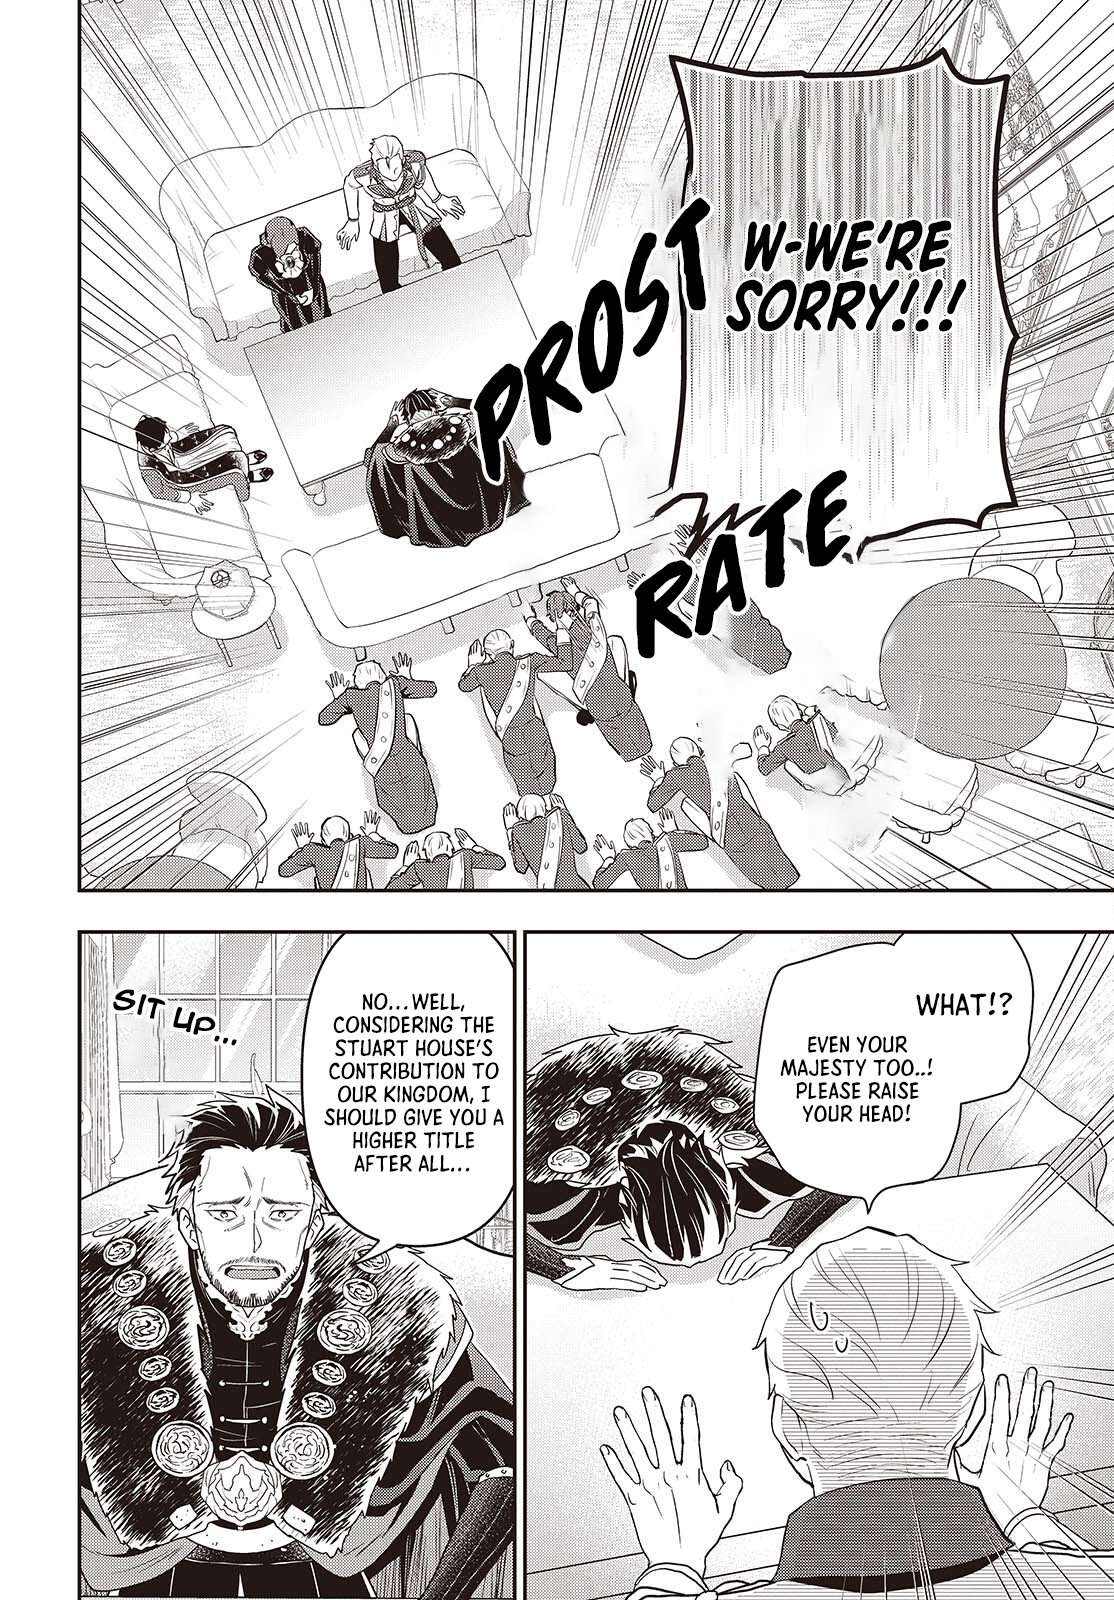 W-WE'RE
SORRY!!!
PROST
RATE
WHAT!?
EVEN YOUR
MAJESTY TOO..!
PLEASE RAISE
YOUR HEAD!
NO...WELL,
CONSIDERING THE
STUART HOUSE'S
CONTRIBUTION TO
OUR KINGDOM, I
SHOULD GIVE YOU A
HIGHER TITLE
AFTER ALL...
SIT UP...